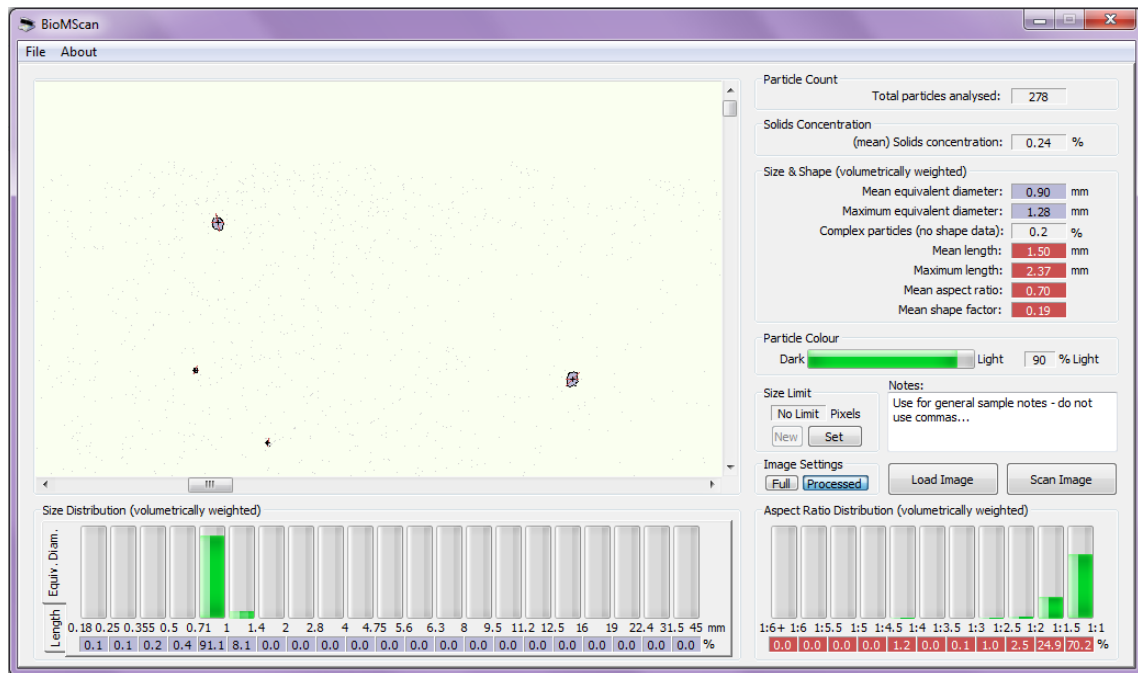 BioMScan
File About
Particle Count
Total particles analysed: 278
Solids Concentration
(mean) Solids concentration: 0.24 %
Size & Shape (volumetrically weighted)
Mean equivalent diameter: 0.90 mm
Maximum equivalent diameter: 1.28 mm
Complex particles (no shape data): 0.2 %
Mean length: 1.50 mm
Maximum length: 2.37 mm
Mean aspect ratio: 0.70
Mean shape factor: 0.19
Particle Colour
Dark Light 90 % Light
Size Limit
No Limit Pixels
New Set
Notes:
Use for general sample notes - do not
use commas...
Image Settings
Full Processed
Load Image Scan Image
Size Distribution (volumetrically weighted)
Equiv. Diam.
Length
0.18 0.25 0.355 0.5 0.71 1 1.4 2 2.8 4 4.75 5.6 6.3 8 9.5 11.2 12.5 16 19 22.4 31.5 45 mm
0.1 0.1 0.2 0.4 91.1 8.1 0.0 0.0 0.0 0.0 0.0 0.0 0.0 0.0 0.0 0.0 0.0 0.0 0.0 0.0 0.0 %
Aspect Ratio Distribution (volumetrically weighted)
1:6+ 1:6 1:5.5 1:5 1:4.5 1:4 1:3.5 1:3 1:2.5 1:2 1:1.5 1:1
0.0 0.0 0.0 0.0 1.2 0.0 0.1 1.0 2.5 24.9 70.2 %